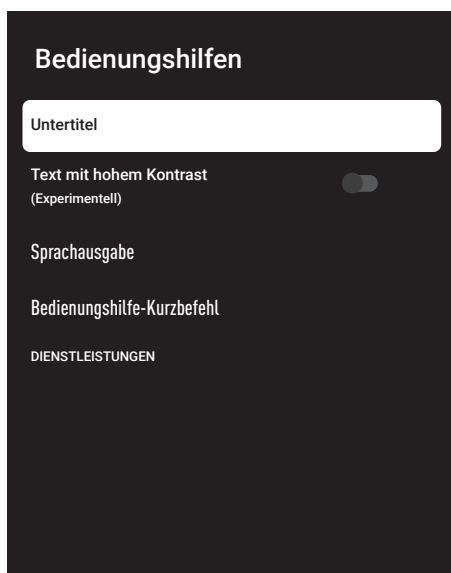 Bedienungshilfen
Untertitel
Text mit hohem Kontrast
(Experimentell)
Sprachausgabe
Bedienungshilfe-Kurzbefehl
DIENSTLEISTUNGEN